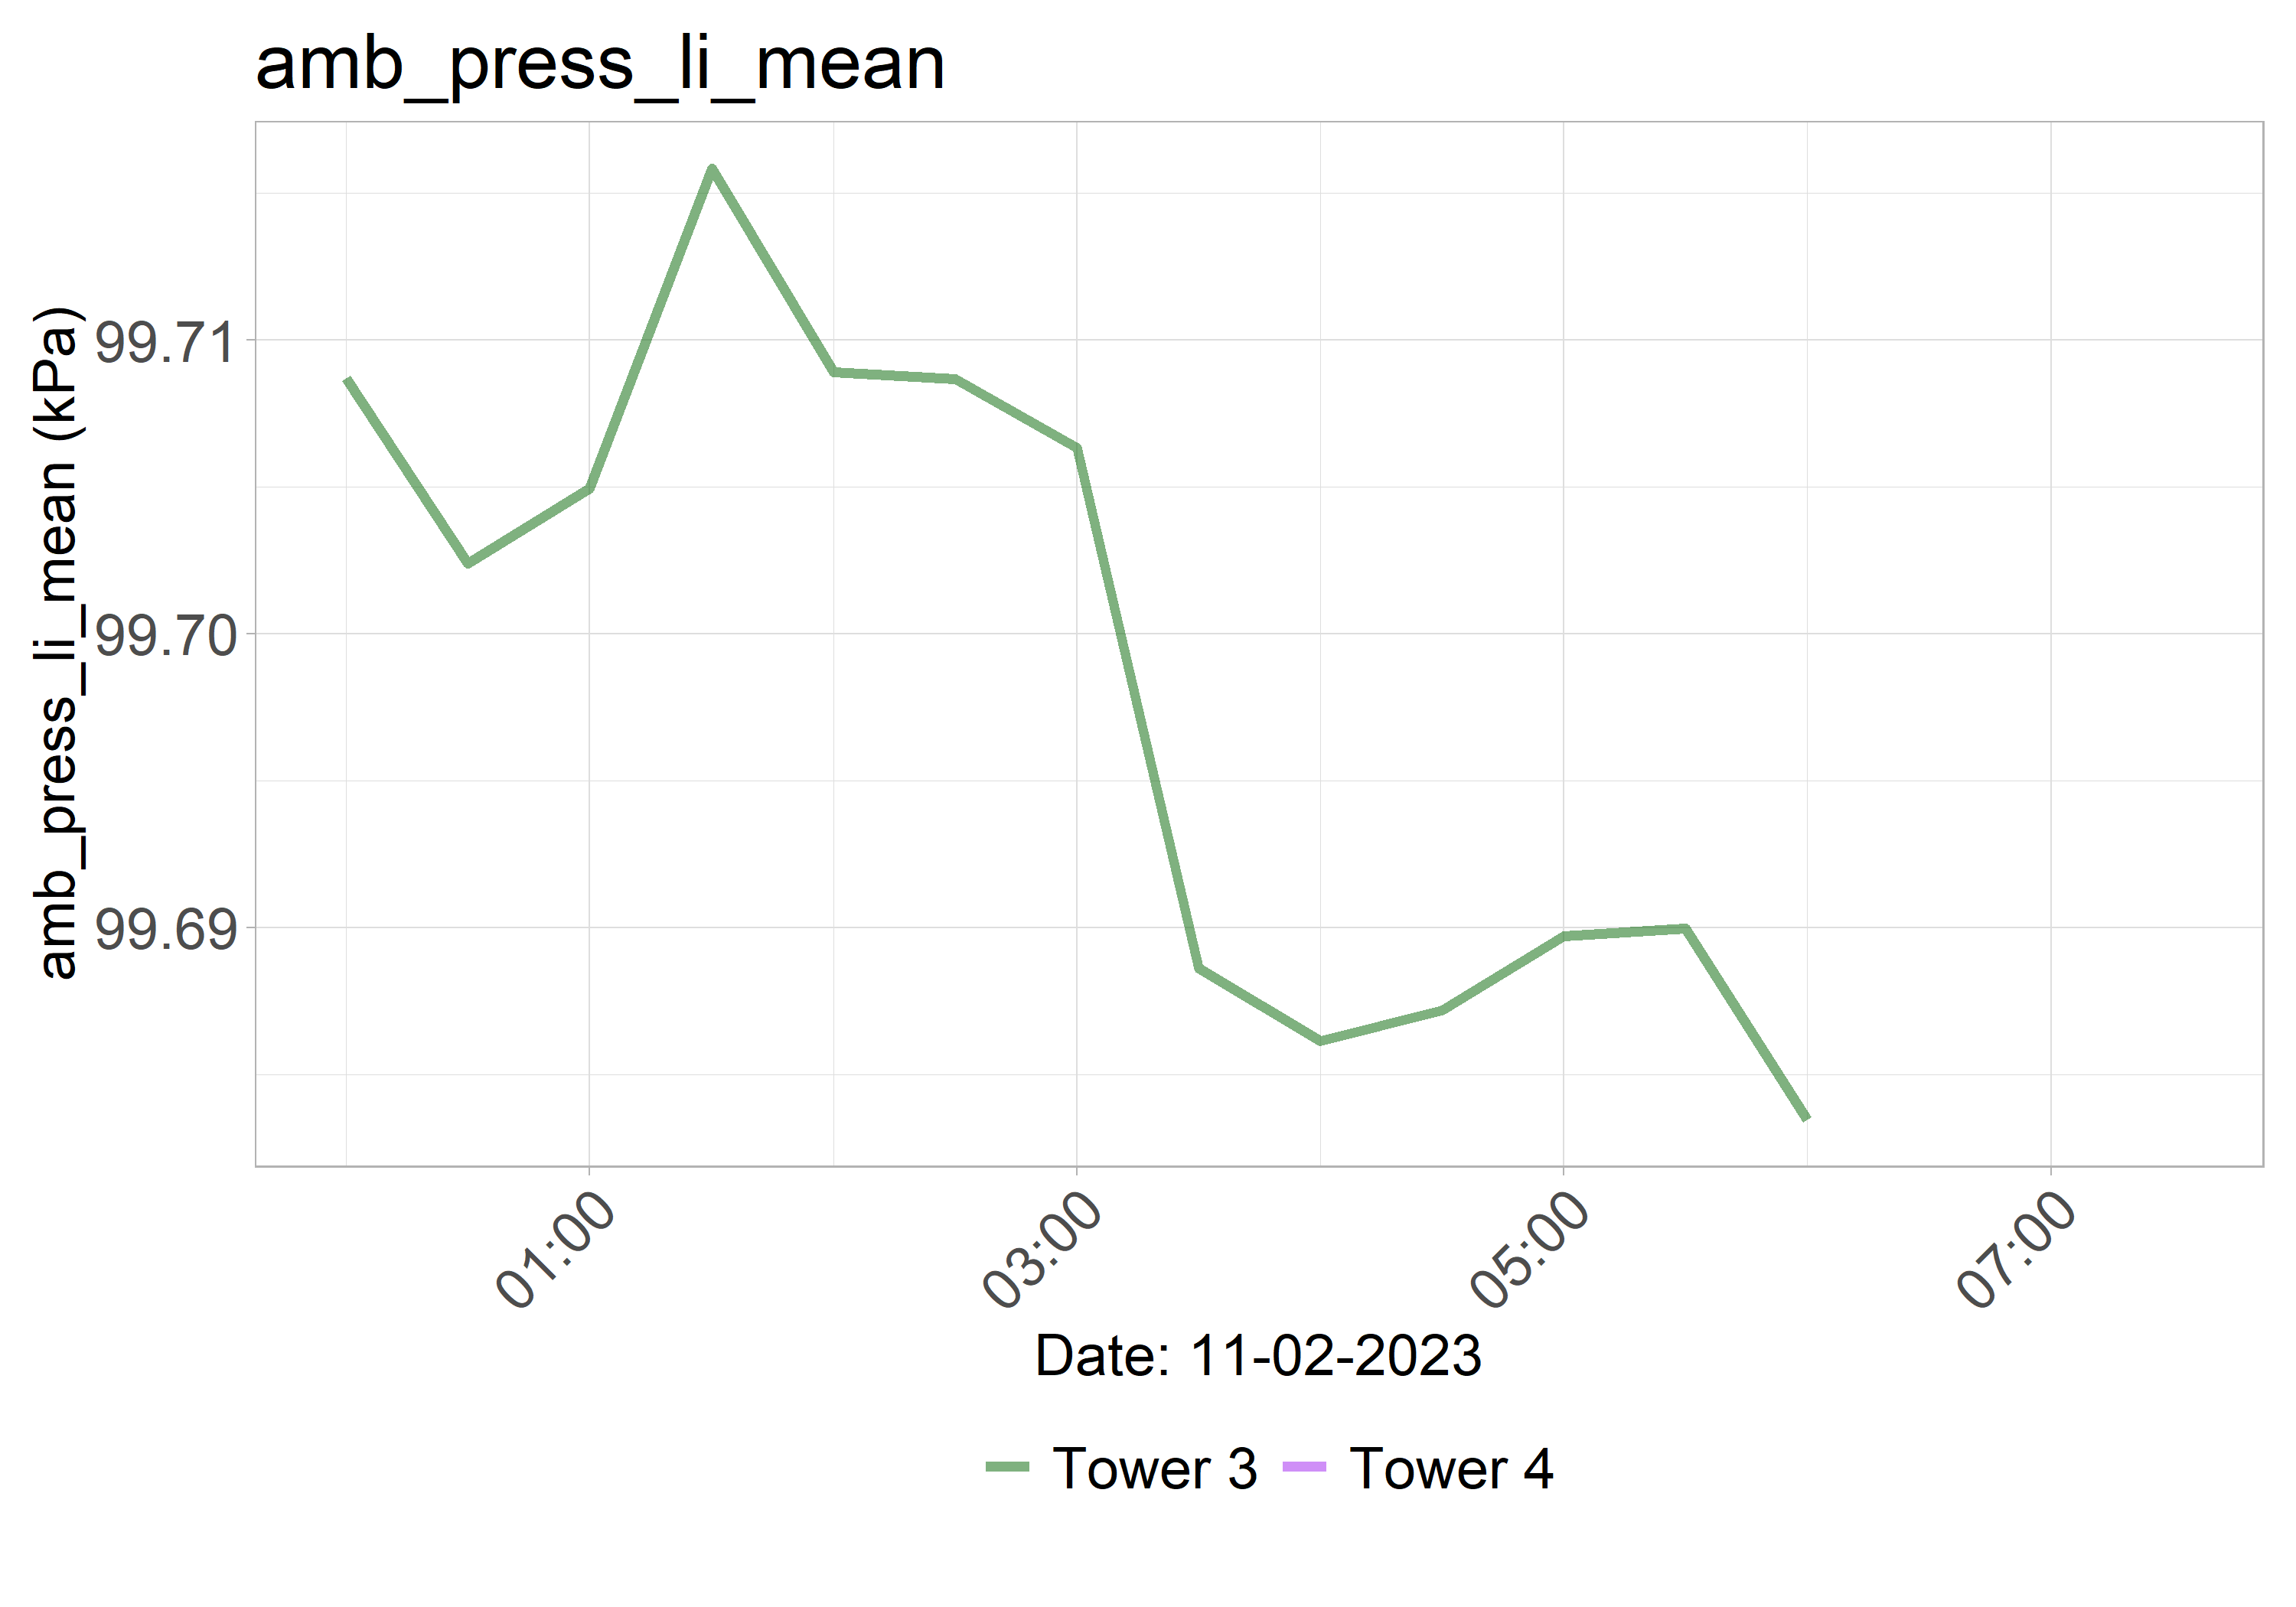 amb_press_li_mean
amb_press_li_mean (kPa)
99.71
99.70
99.69
01:00
03:00
05:00
07:00
Date: 11-02-2023
Tower 3
Tower 4